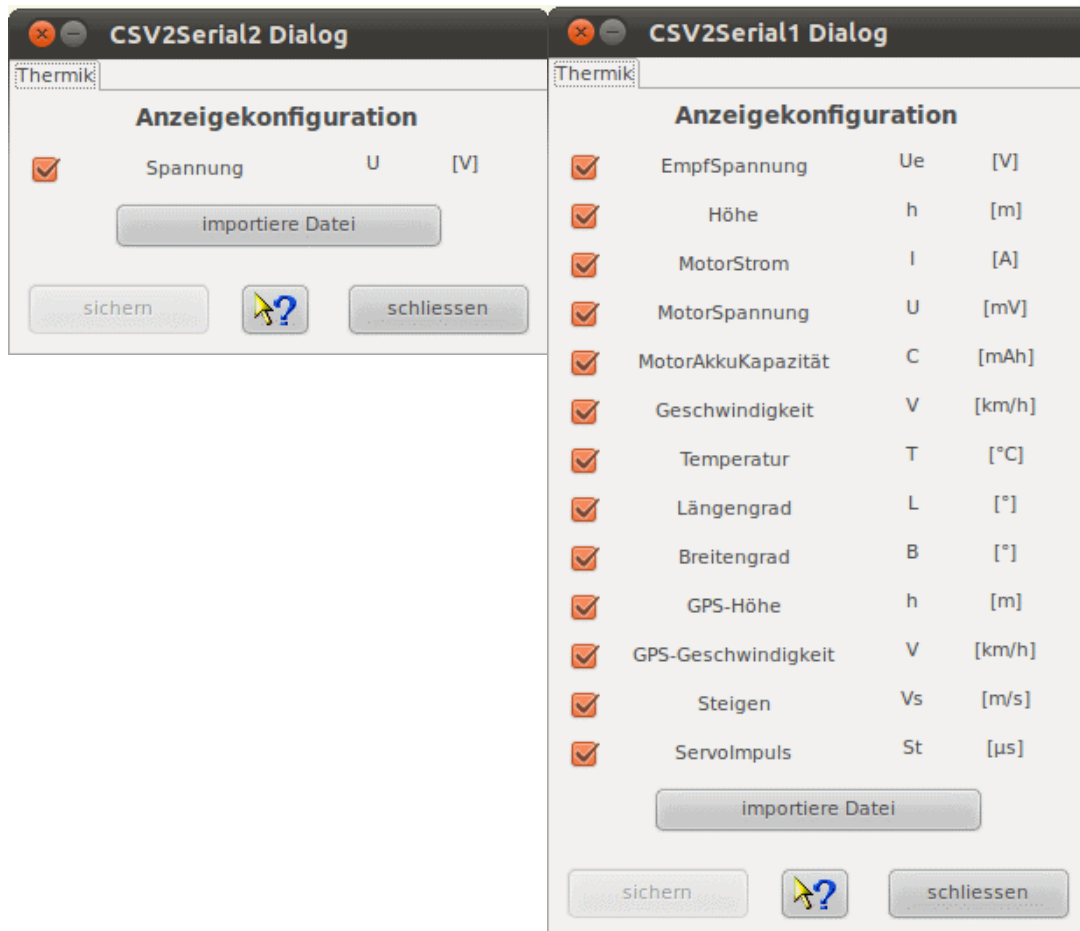 CSV2Serial2 Dialog
Thermik
Anzeigekonfiguration
Spannung U [V]
importiere Datei
sichern ? schliessen
CSV2Serial1 Dialog
Thermik
Anzeigekonfiguration
EmpfSpannung Ue [V]
Höhe h [m]
MotorStrom I [A]
MotorSpannung U [mV]
MotorAkkuKapazität C [mAh]
Geschwindigkeit V [km/h]
Temperatur T [°C]
Längengrad L [°]
Breitengrad B [°]
GPS-Höhe h [m]
GPS-Geschwindigkeit V [km/h]
Steigen Vs [m/s]
ServoImpuls St [µs]
importiere Datei
sichern ? schliessen